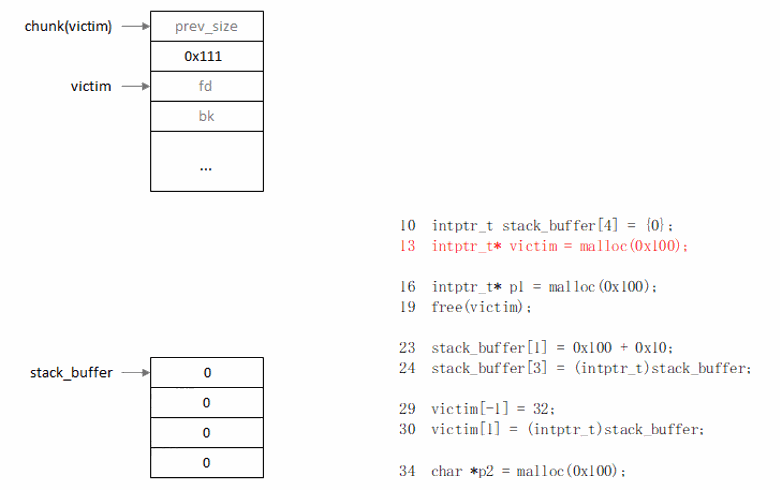 chunk(victim)
prev_size
0x111
victim
fd
bk
...
10 intptr_t stack_buffer[4] = {0};
13 intptr_t* victim = malloc(0x100);
16 intptr_t* p1 = malloc(0x100);
19 free(victim);
23 stack_buffer[1] = 0x100 + 0x10;
24 stack_buffer[3] = (intptr_t)stack_buffer;
29 victim[-1] = 32;
30 victim[1] = (intptr_t)stack_buffer;
34 char *p2 = malloc(0x100);
stack_buffer
0
0
0
0